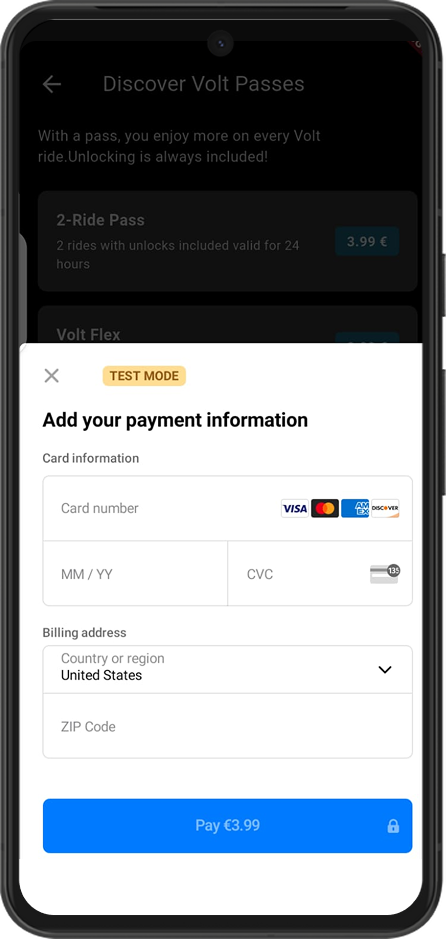 Discover Volt Passes
With a pass, you enjoy more on every Volt
ride.Unlocking is always included!
2-Ride Pass
2 rides with unlocks included valid for 24
hours
3.99 €
Volt Flex
TEST MODE
Add your payment information
Card information
Card number
VISA
AM
EX
DISCOVER
MM / YY
CVC
135
Billing address
Country or region
United States
ZIP Code
Pay €3.99